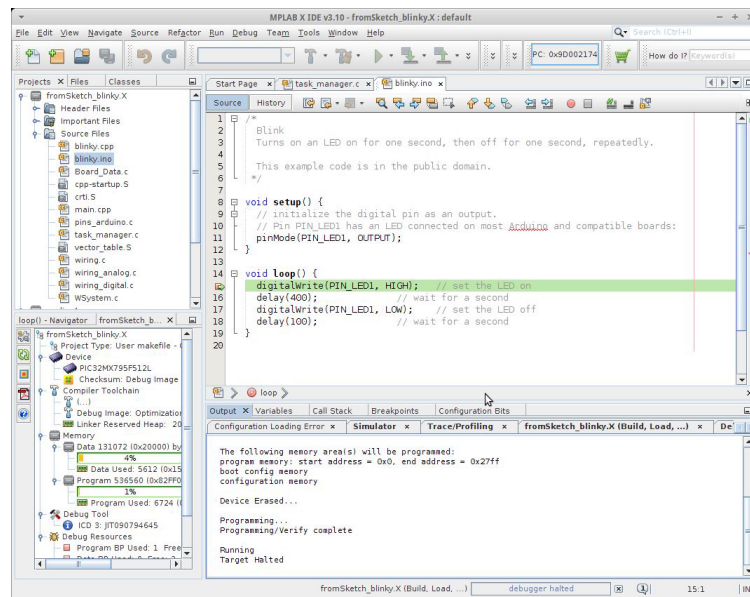 MPLAB X IDE v3.10 - fromSketch_blinky.X : default
File Edit View Navigate Source Refactor Run Debug Team Tools Window Help
Search (Ctrl+I)
PC: 0x9D002174
How do I? (Keyword(s)
Projects X Files Classes
fromSketch_blinky.X
Header Files
Important Files
Source Files
blinky.cpp
blinky.ino
Board_Data.c
cpp-startup.S
crti.S
main.cpp
pins_arduino.c
task_manager.c
vector_table.S
wiring.c
wiring_analog.c
wiring_digital.c
WSystem.c
Start Page x task_manager.c x blinky.ino x
Source History
1 /*
2 Blink
3 Turns on an LED on for one second, then off for one second, repeatedly.
4
5 This example code is in the public domain.
6 */
7
8 void setup() {
9 // initialize the digital pin as an output.
10 // Pin PIN_LED1 has an LED connected on most Arduino and compatible boards:
11 pinMode(PIN_LED1, OUTPUT);
12 }
13
14 void loop() {
digitalWrite(PIN_LED1, HIGH); // set the LED on
16 delay(400); // wait for a second
17 digitalWrite(PIN_LED1, LOW); // set the LED off
18 delay(100); // wait for a second
19 }
20
loop
loop() - Navigator fromSketch_b... X
fromSketch_blinky.X
Project Type: User makefile - (
Device
PIC32MX795F512L
Checksum: Debug Image
Compiler Toolchain
(...)
Debug Image: Optimization
Linker Reserved Heap: 20
Memory
Data 131072 (0x20000) by
4%
Data Used: 5612 (0x15
Program 536560 (0x82FF0
1%
Program Used: 6724 (
Debug Tool
ICD 3: JIT090794645
Debug Resources
Program BP Used: 1 Free
Output X Variables Call Stack Breakpoints Configuration Bits
Configuration Loading Error x Simulator x Trace/Profiling x fromSketch_blinky.X (Build, Load, ...) x De
The following memory area(s) will be programmed:
program memory: start address = 0x0, end address = 0x27ff
boot config memory
configuration memory
Device Erased...
Programming...
Programming/Verify complete
Running
Target Halted
fromSketch_blinky.X (Build, Load, ...) debugger halted 15:1 IN